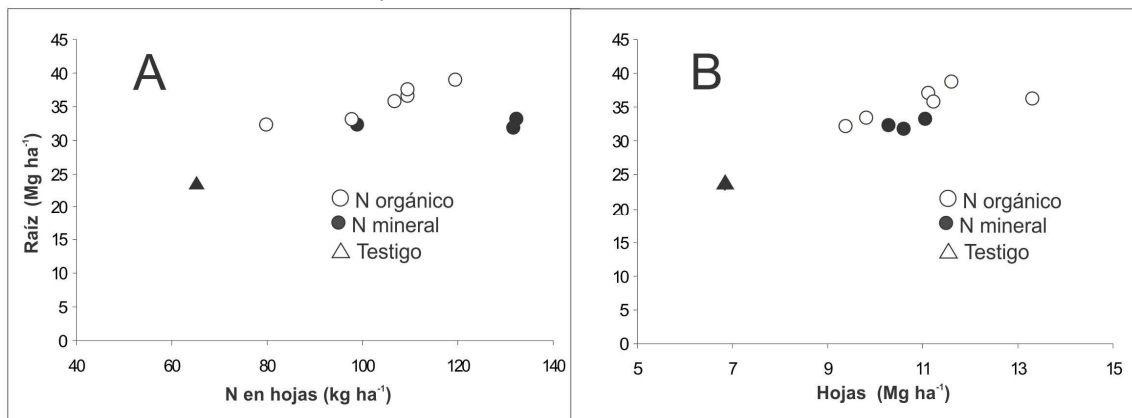 A
45
40
35
30
25
20
15
10
5
0
Raíz (Mg ha-1)
N orgánico
N mineral
Testigo
40 60 80 100 120 140
N en hojas (kg ha-1)
B
45
40
35
30
25
20
15
10
5
0
N orgánico
N mineral
Testigo
5 7 9 11 13 15
Hojas (Mg ha-1)